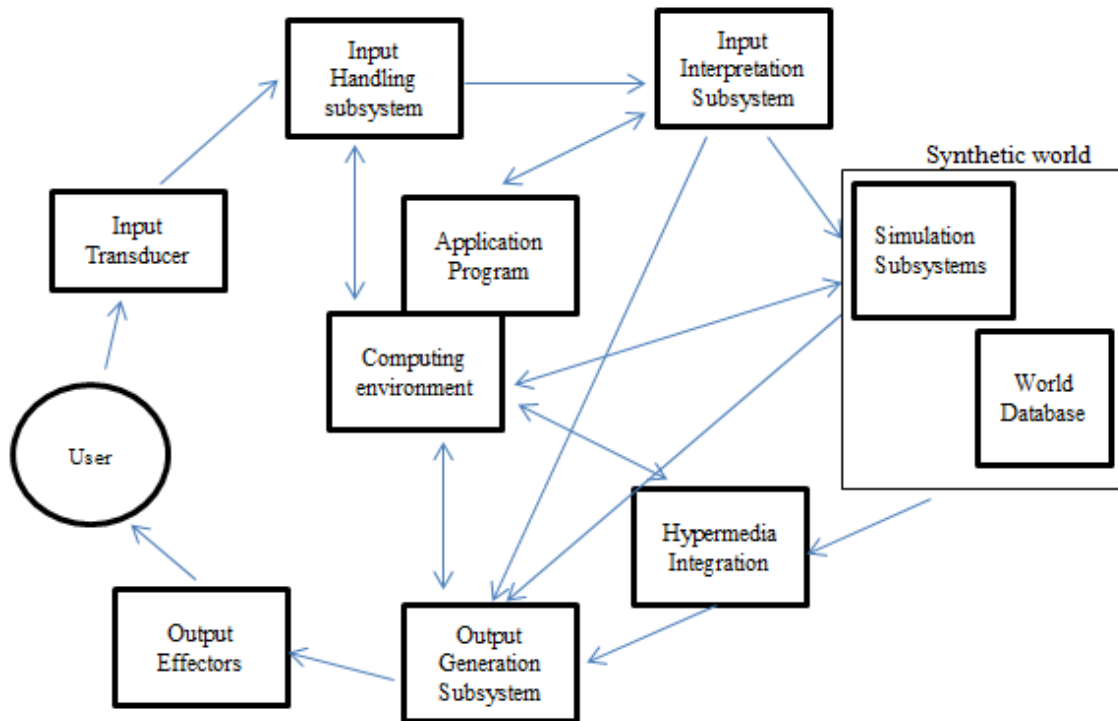 Input
Handling
subsystem
Input
Interpretation
Subsystem
Synthetic world
Input
Transducer
Application
Program
Simulation
Subsystems
Computing
environment
World
Database
User
Hypermedia
Integration
Output
Effectors
Output
Generation
Subsystem